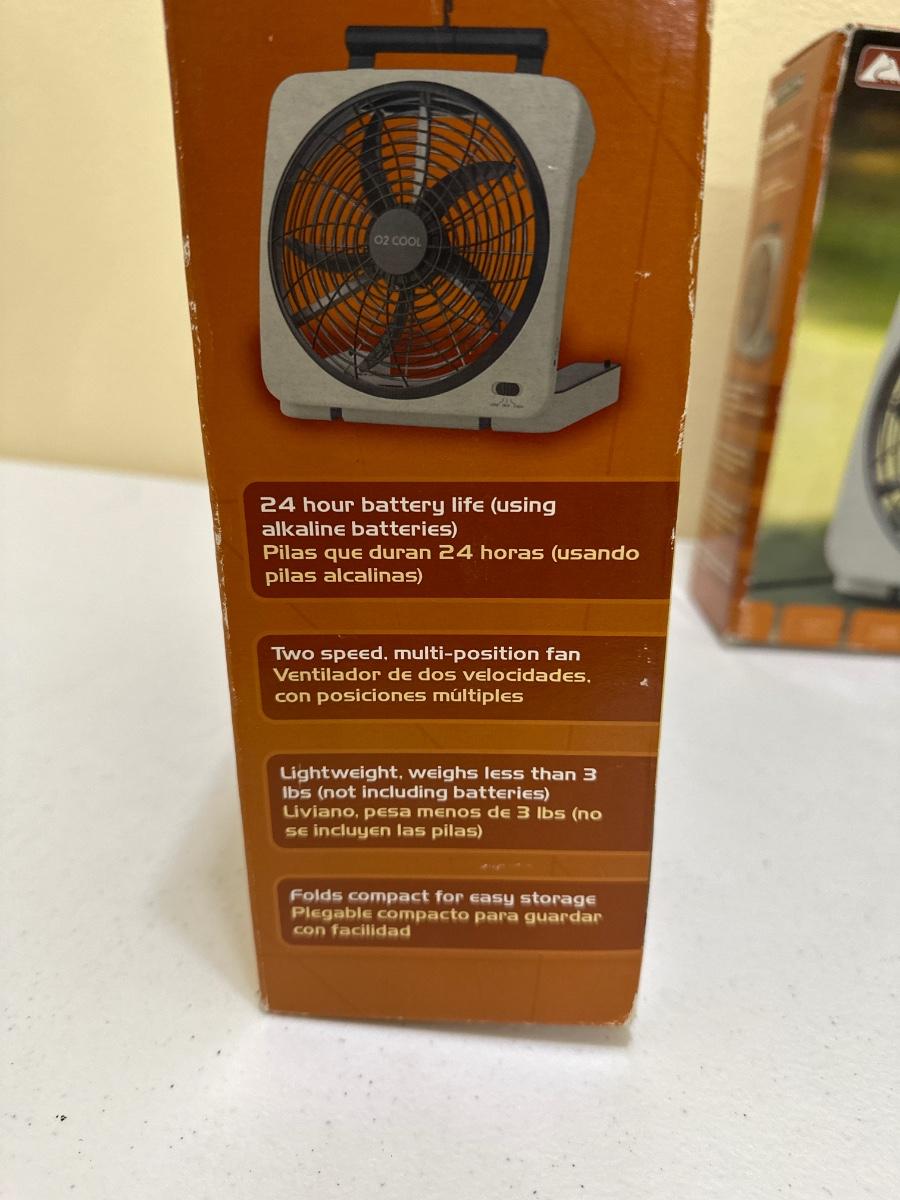 O2 COOL
24 hour battery life (using
alkaline batteries)
Pilas que duran 24 horas (usando
pilas alcalinas)
Two speed, multi-position fan
Ventilador de dos velocidades,
con posiciones múltiples
Lightweight, weighs less than 3
lbs (not including batteries)
Liviano, pesa menos de 3 lbs (no
se incluyen las pilas)
Folds compact for easy storage
Plegable compacto para guardar
con facilidad